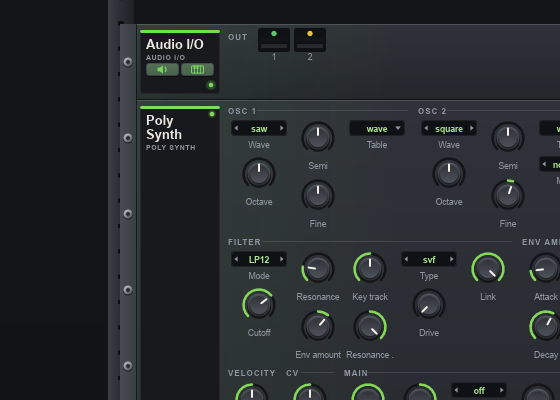 Audio I/O
AUDIO I/O
OUT
1 2
Poly
Synth
POLY SYNTH
OSC 1
OSC 2
saw
wave
square
Wave
Semi
Table
Wave
Semi
Octave
Fine
Octave
Fine
FILTER
ENV AM
LP12
svf
Mode
Resonance
Key track
Type
Link
Attack
Cutoff
Drive
Env amount
Resonance .
Decay
VELOCITY
CV
MAIN
off